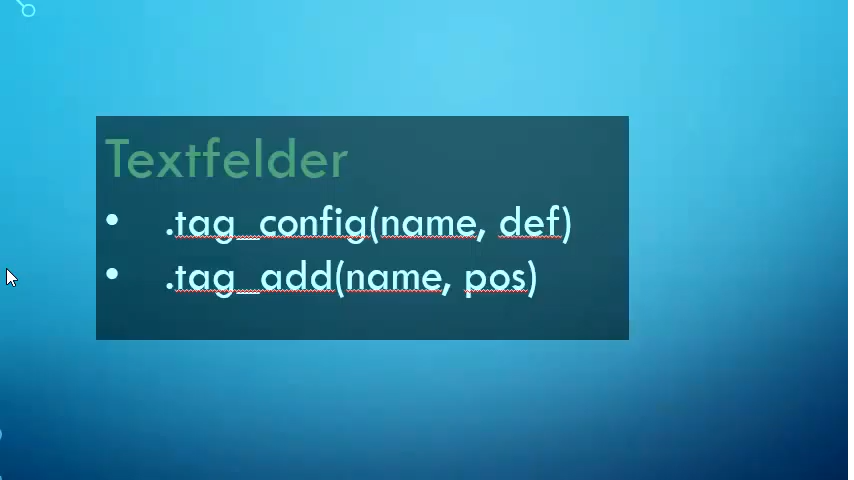 Textfelder
• .tag_config(name, def)
• .tag_add(name, pos)